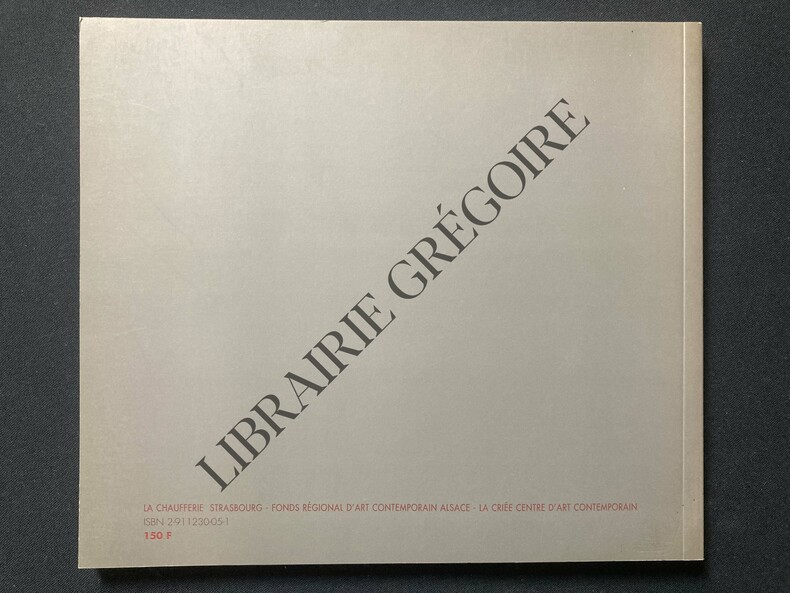 LIBRAIRIE GRÉGOIRE
LA CHAUFFERIE STRASBOURG - FONDS RÉGIONAL D'ART CONTEMPORAIN ALSACE - LA CRIÉE CENTRE D'ART CONTEMPORAIN
ISBN 2-911230-05-1
150 F